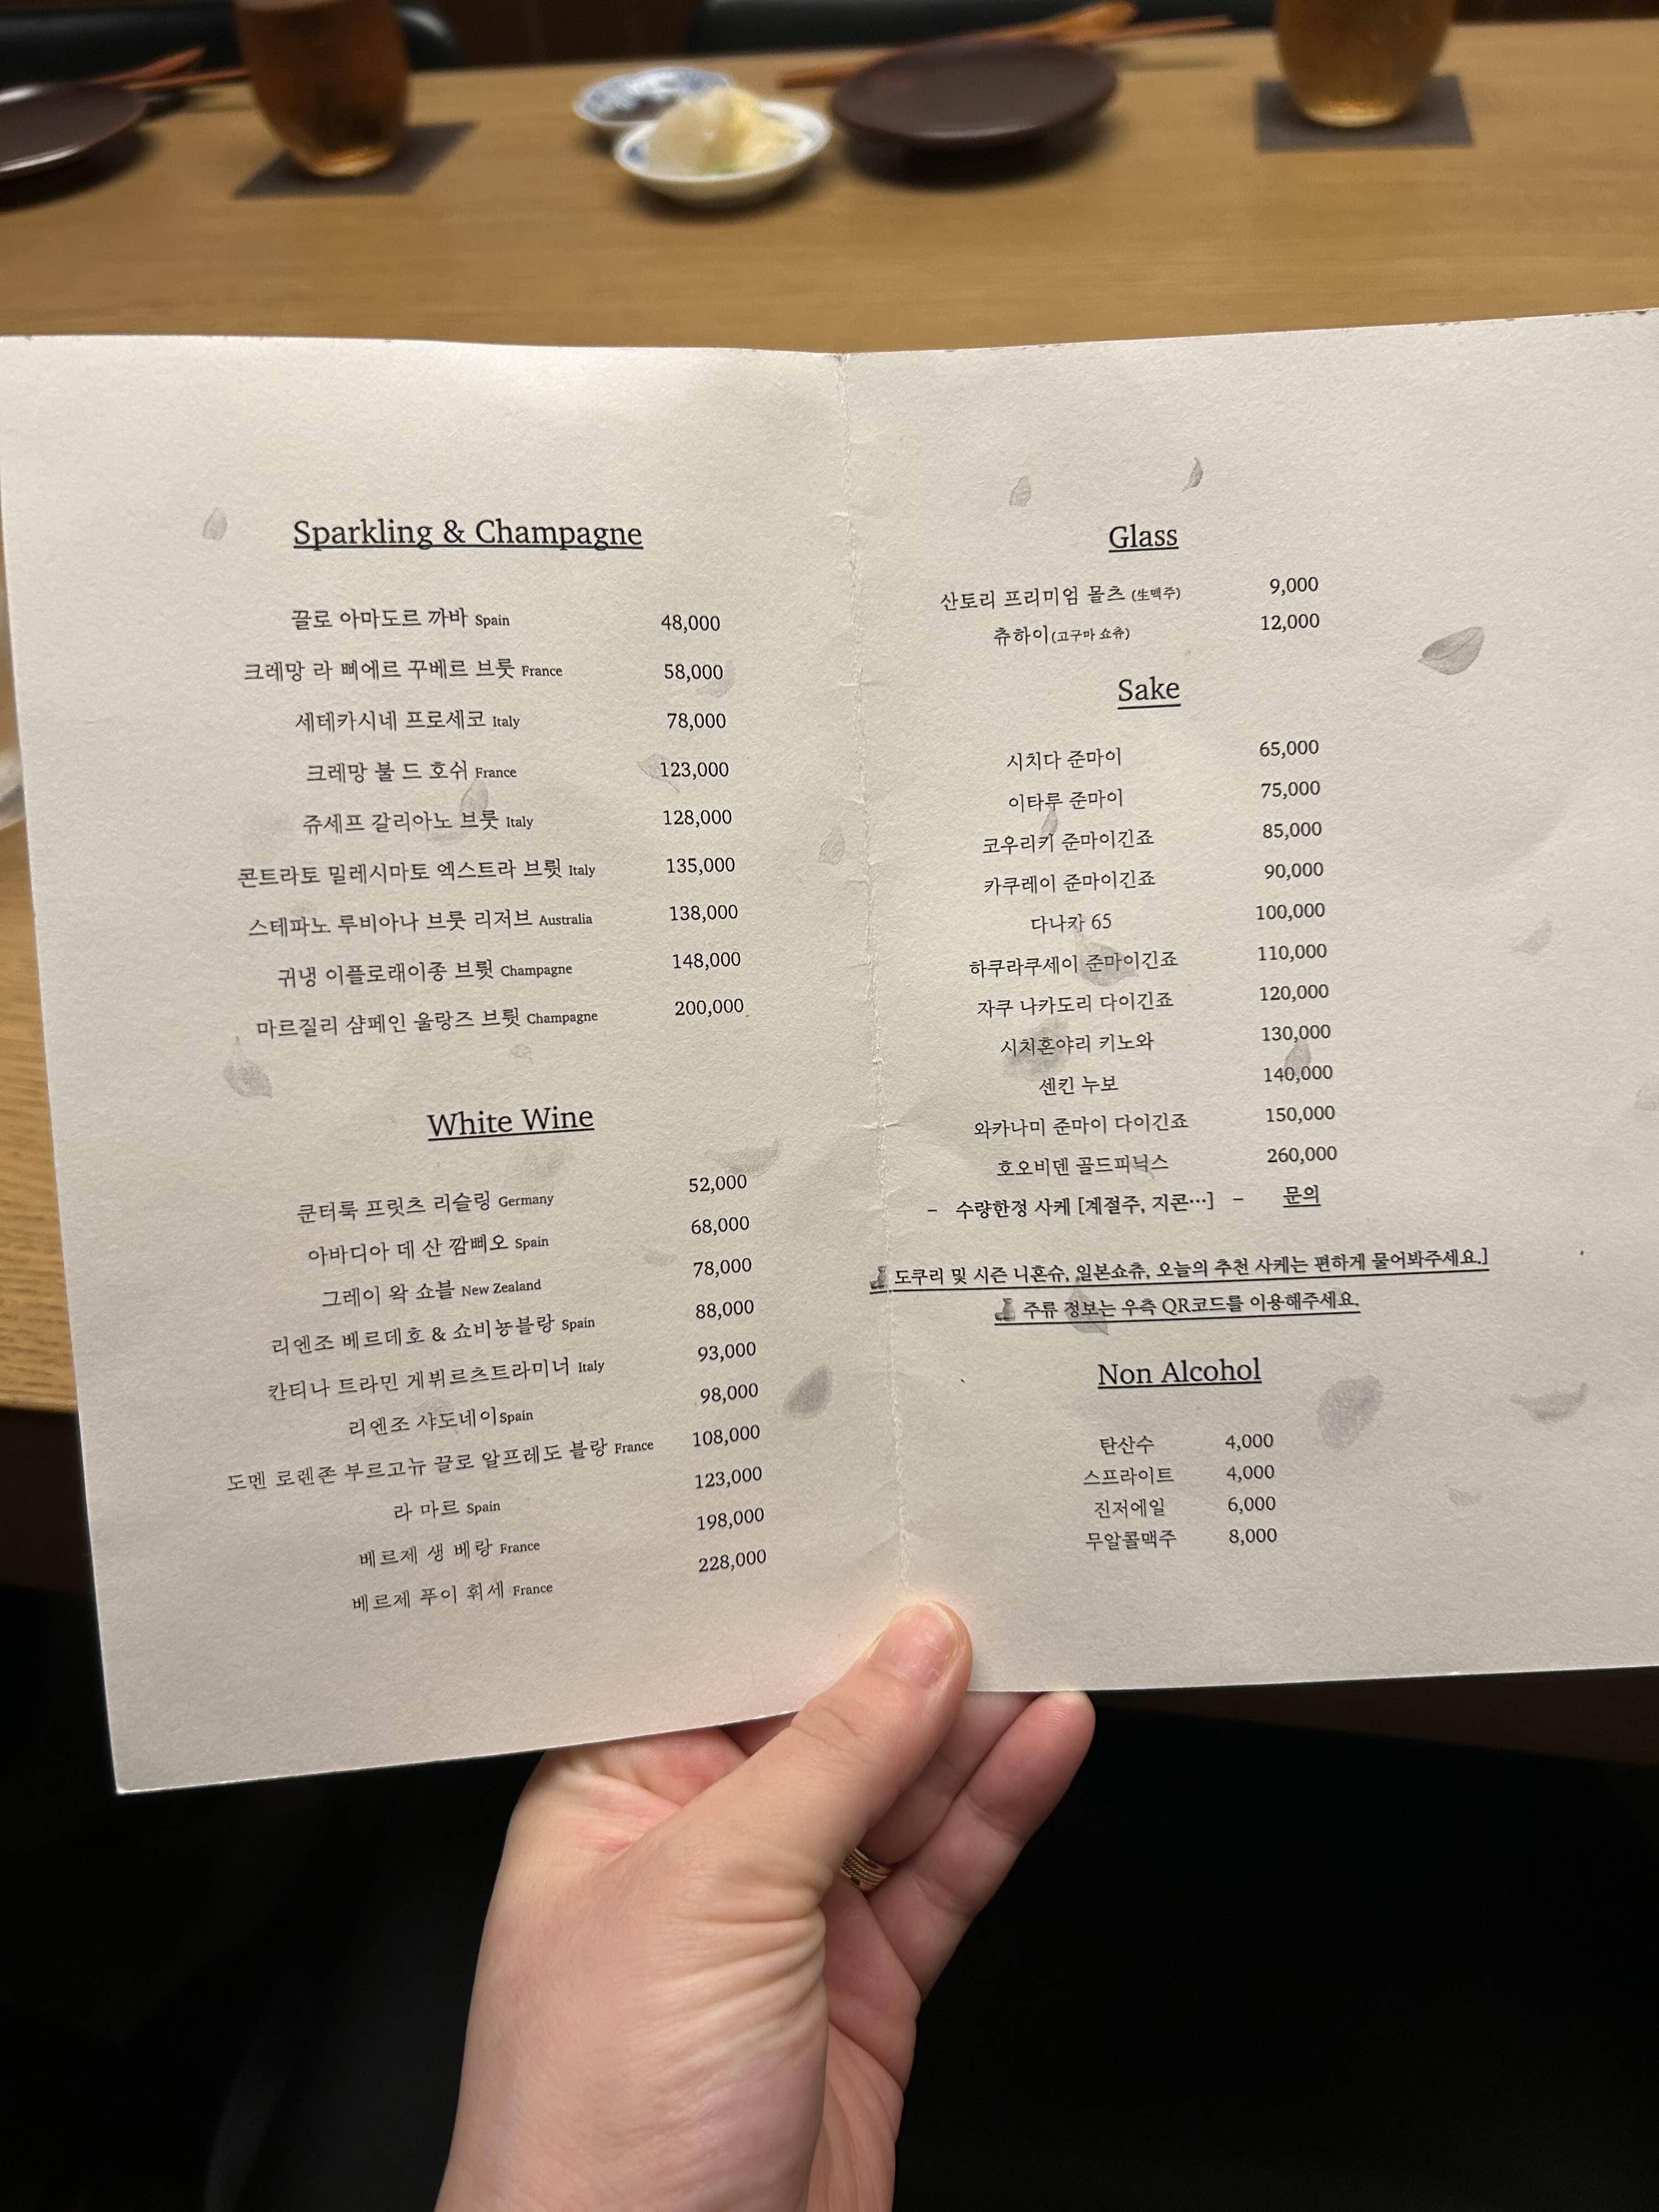 Sparkling & Champagne
끌로 아마도르 까바 Spain 48,000
크레망 라 삐에르 꾸베르 브룻 France 58,000
세테카시네 프로세코 Italy 78,000
크레망 불 드 호쉬 France 123,000
쥬세프 갈리아노 브룻 Italy 128,000
콘트라토 밀레시마토 엑스트라 브뤗 Italy 135,000
스테파노 루비아나 브룻 리저브 Australia 138,000
귀냉 이플로래이종 브뤗 Champagne 148,000
마르질리 샴페인 울랑즈 브뤗 Champagne 200,000
White Wine
쿤터룩 프릿츠 리슬링 Germany 52,000
아바디아 데 산 깜삐오 Spain 68,000
그레이 왁 쇼블 New Zealand 78,000
리엔조 베르데호 & 쇼비뇽블랑 Spain 88,000
칸티나 트라민 게뷔르츠트라미너 Italy 93,000
리엔조 샤도네이Spain 98,000
도멘 로렌존 부르고뉴 끌로 알프레도 블랑 France 108,000
라 마르 Spain 123,000
베르제 생 베랑 France 198,000
베르제 푸이 휘세 France 228,000
Glass
산토리 프리미엄 몰츠 (生맥주) 9,000
츄하이(고구마 쇼츄) 12,000
Sake
시치다 준마이 65,000
이타루 준마이 75,000
코우리키 준마이긴죠 85,000
카쿠레이 준마이긴죠 90,000
다나카 65 100,000
하쿠라쿠세이 준마이긴죠 110,000
자쿠 나카도리 다이긴죠 120,000
시치혼야리 키노와 130,000
센킨 누보 140,000
와카나미 준마이 다이긴죠 150,000
호오비덴 골드피닉스 260,000
- 수량한정 사케 [계절주, 지콘…] - 문의
도쿠리 및 시즌 니혼슈, 일본쇼츄, 오늘의 추천 사케는 편하게 물어봐주세요.]
주류 정보는 우측 QR코드를 이용해주세요.
Non Alcohol
탄산수 4,000
스프라이트 4,000
진저에일 6,000
무알콜맥주 8,000